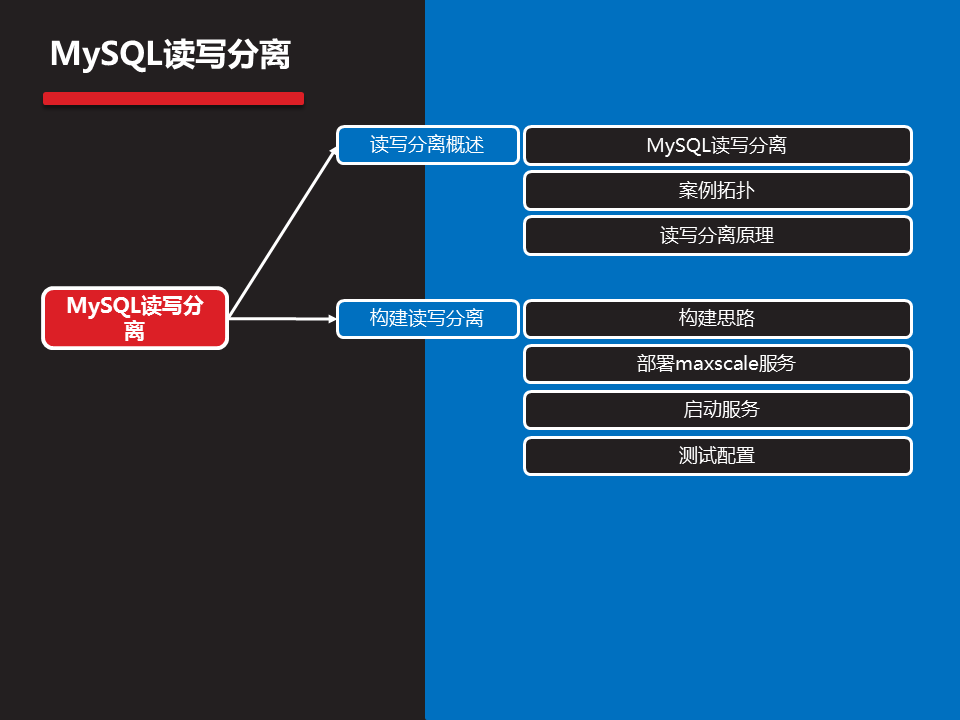 MySQL读写分离
读写分离概述
MySQL读写分离
案例拓扑
读写分离原理
MySQL读写分
离
构建读写分离
构建思路
部署maxscale服务
启动服务
测试配置